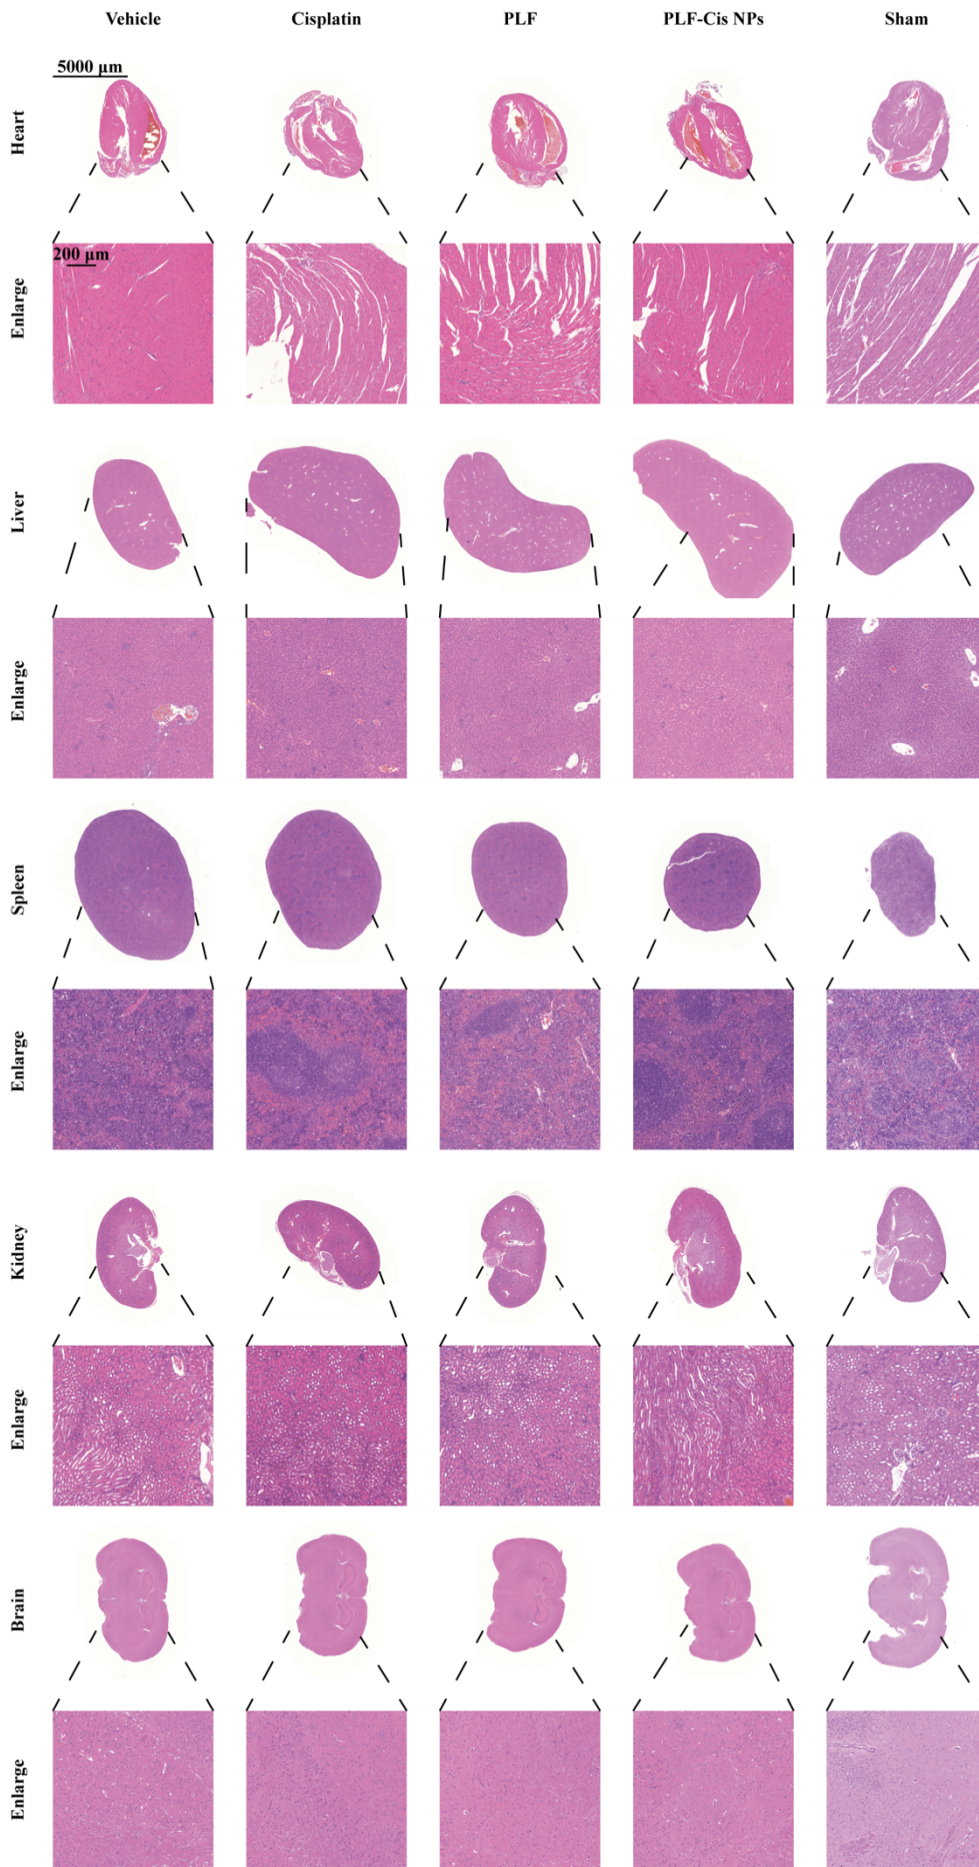 Vehicle Cisplatin PLF PLF-Cis NPs Sham
5000 μm
Heart
200 μm
Enlarge
Liver
Enlarge
Spleen
Enlarge
Kidney
Enlarge
Brain
Enlarge